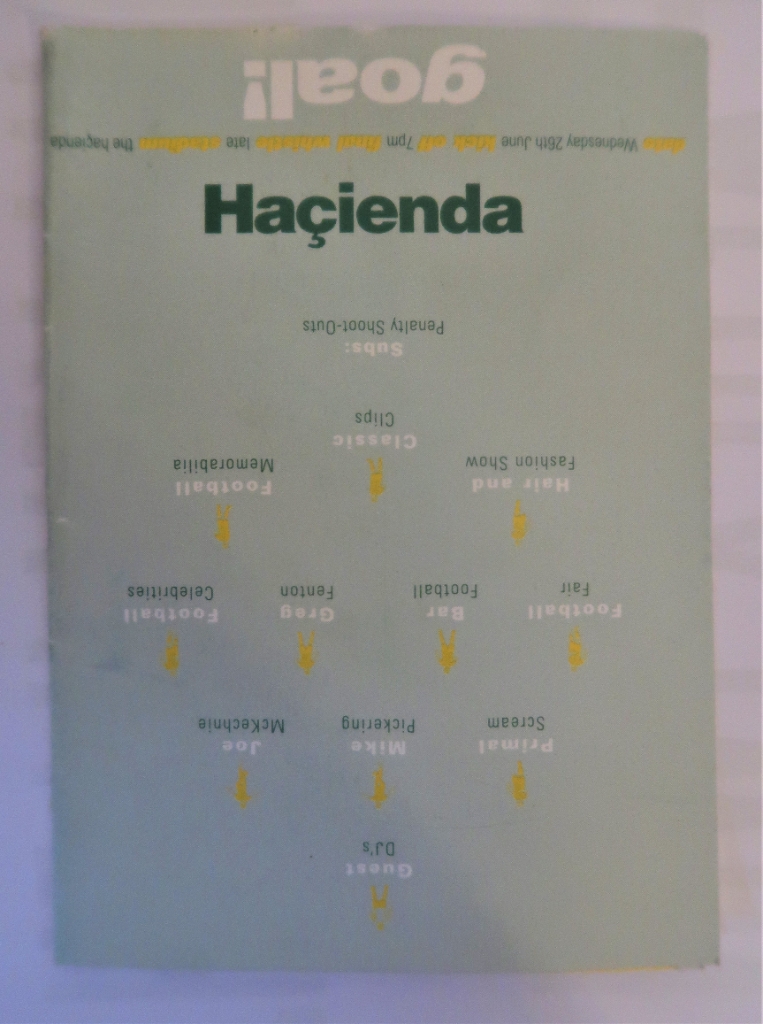 Guest
DJ's
Primal
Scream
Mike
Pickering
Joe
McKechnie
Football
Fair
Bar
Football
Greg
Fenton
Football
Celebrities
Hair and
Fashion Show
Classic
Clips
Football
Memorabilia
Subs:
Penalty Shoot-Outs
Haçienda
date Wednesday 26th June kick off 7pm final whistle late stadium the haçienda
goal!